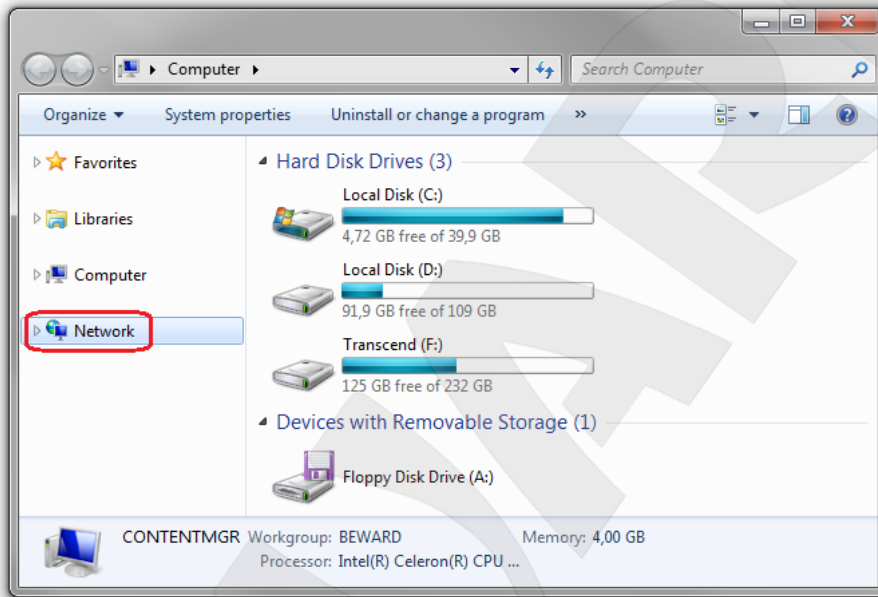 Computer
Search Computer
Organize
System properties
Uninstall or change a program
»
Favorites
Libraries
Computer
Network
Hard Disk Drives (3)
Local Disk (C:)
4,72 GB free of 39,9 GB
Local Disk (D:)
91,9 GB free of 109 GB
Transcend (F:)
125 GB free of 232 GB
Devices with Removable Storage (1)
Floppy Disk Drive (A:)
CONTENTMGR Workgroup: BEWARD Memory: 4,00 GB
Processor: Intel(R) Celeron(R) CPU ...